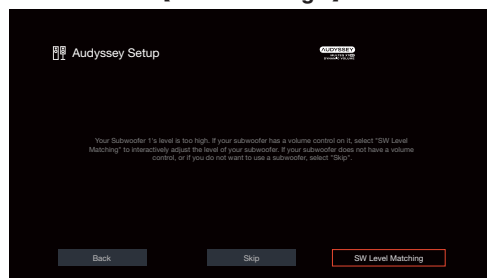 Audyssey Setup
AUDYSSEY
Your Subwoofer 1's level is too high. If your subwoofer has a volume control on it, select "SW Level
Matching" to interactively adjust the level of your subwoofer. If your subwoofer does not have a volume
control, or if you do not want to use a subwoofer, select "Skip".
Back
Skip
SW Level Matching